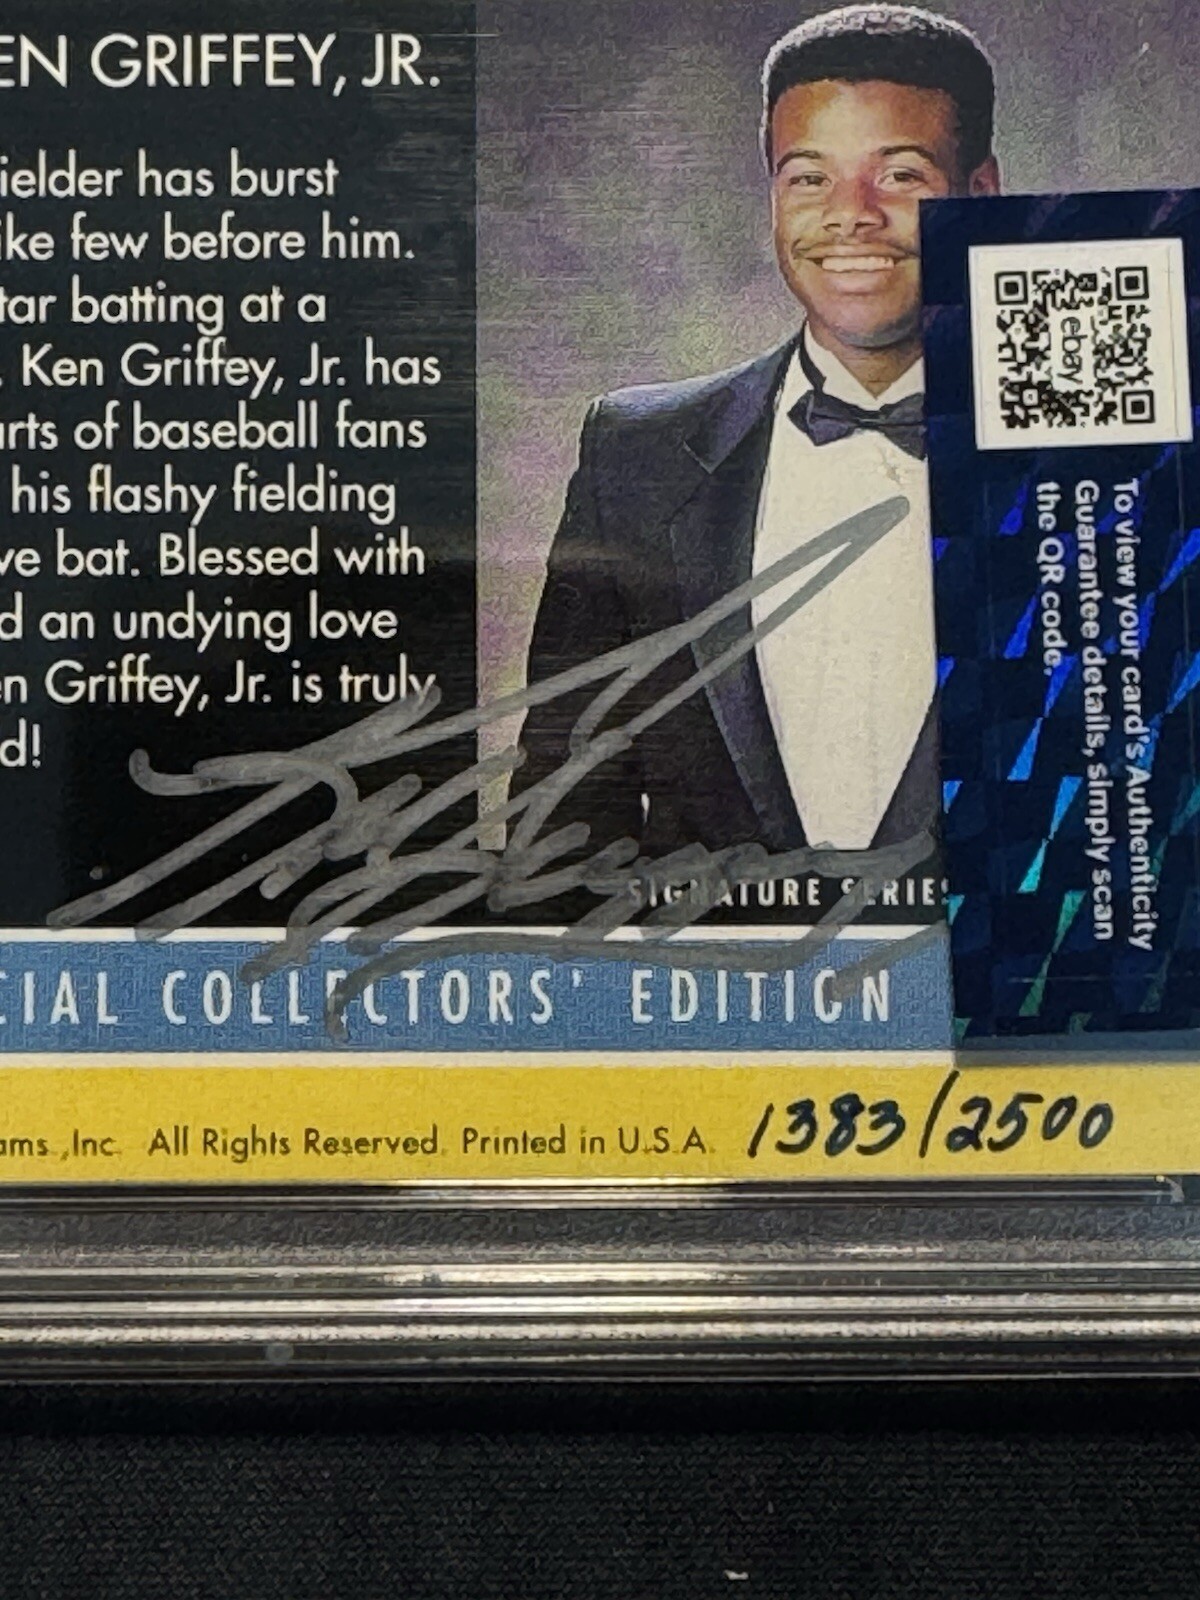 EN GRIFFEY, JR.
ielder has burst
ike few before him.
tar batting at a
. Ken Griffey, Jr. has
arts of baseball fans
his flashy fielding
ve bat. Blessed with
d an undying love
en Griffey, Jr. is truly
d!
SIGNATURE SERIES
CIAL COLLECTORS' EDITION
ams.,Inc. All Rights Reserved. Printed in U.S.A. 1383/2500
ebay
To view your card's Authenticity
Guarantee details, simply scan
the QR code.